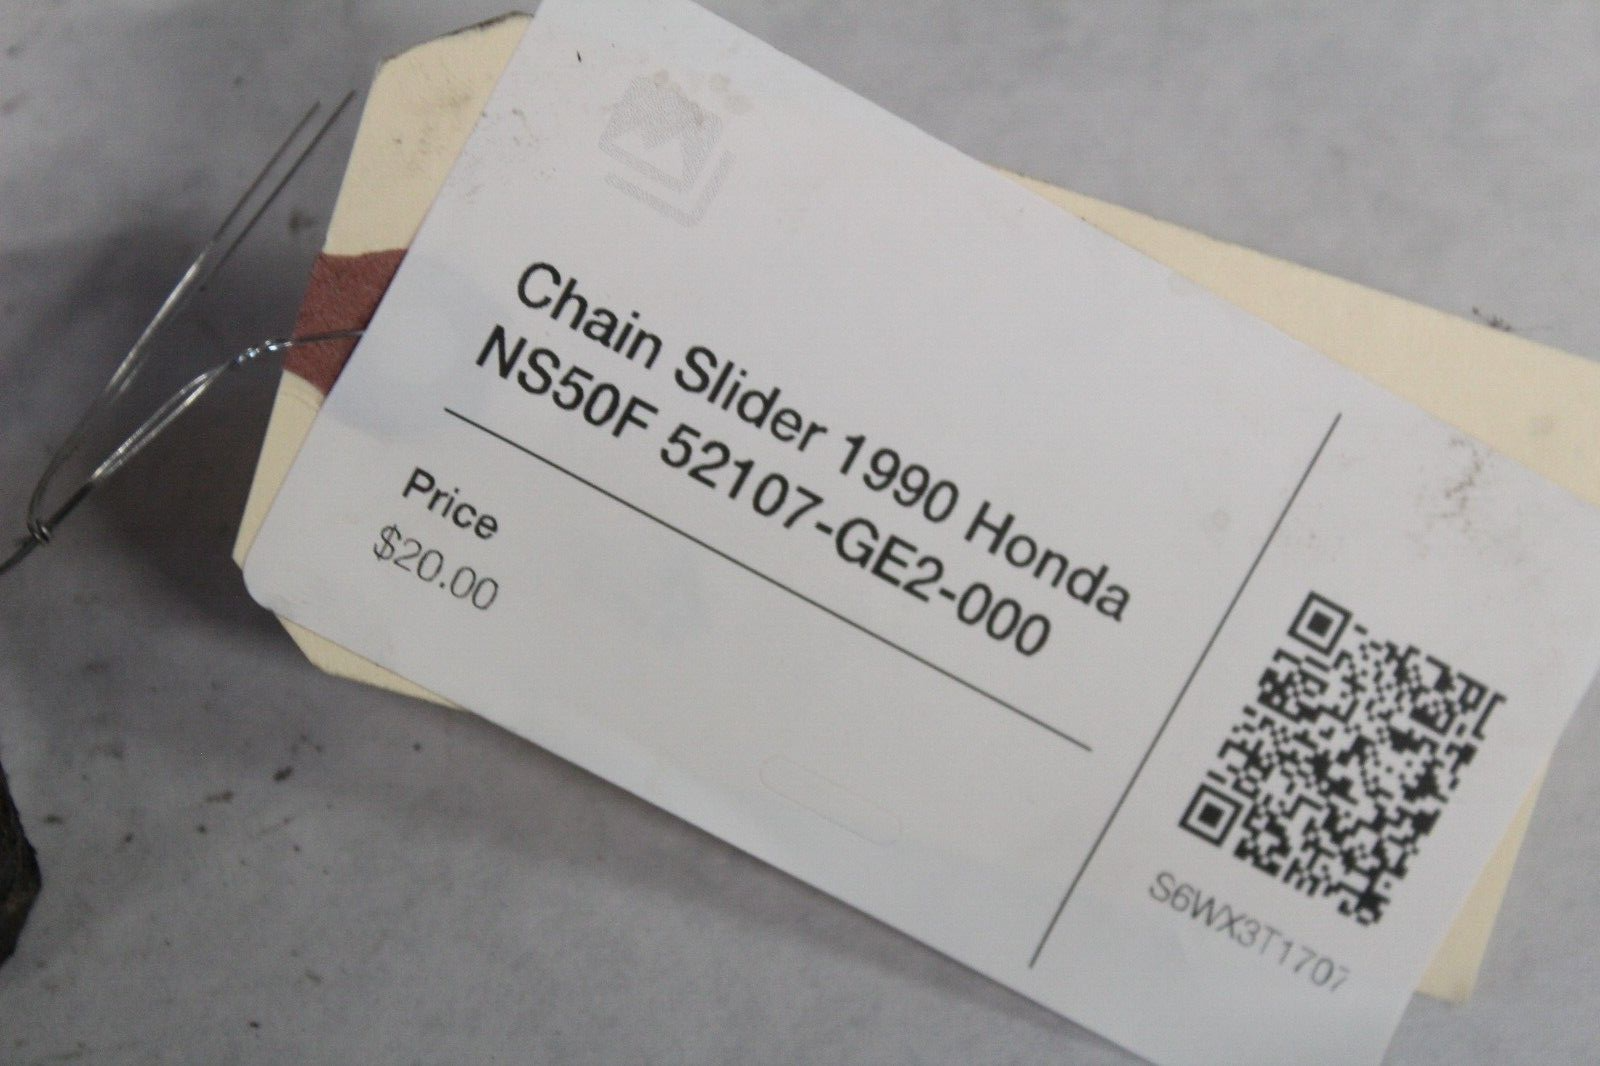 Chain Slider 1990 Honda
NS50F 52107-GE2-000
Price
$20.00
S6WX3T1707